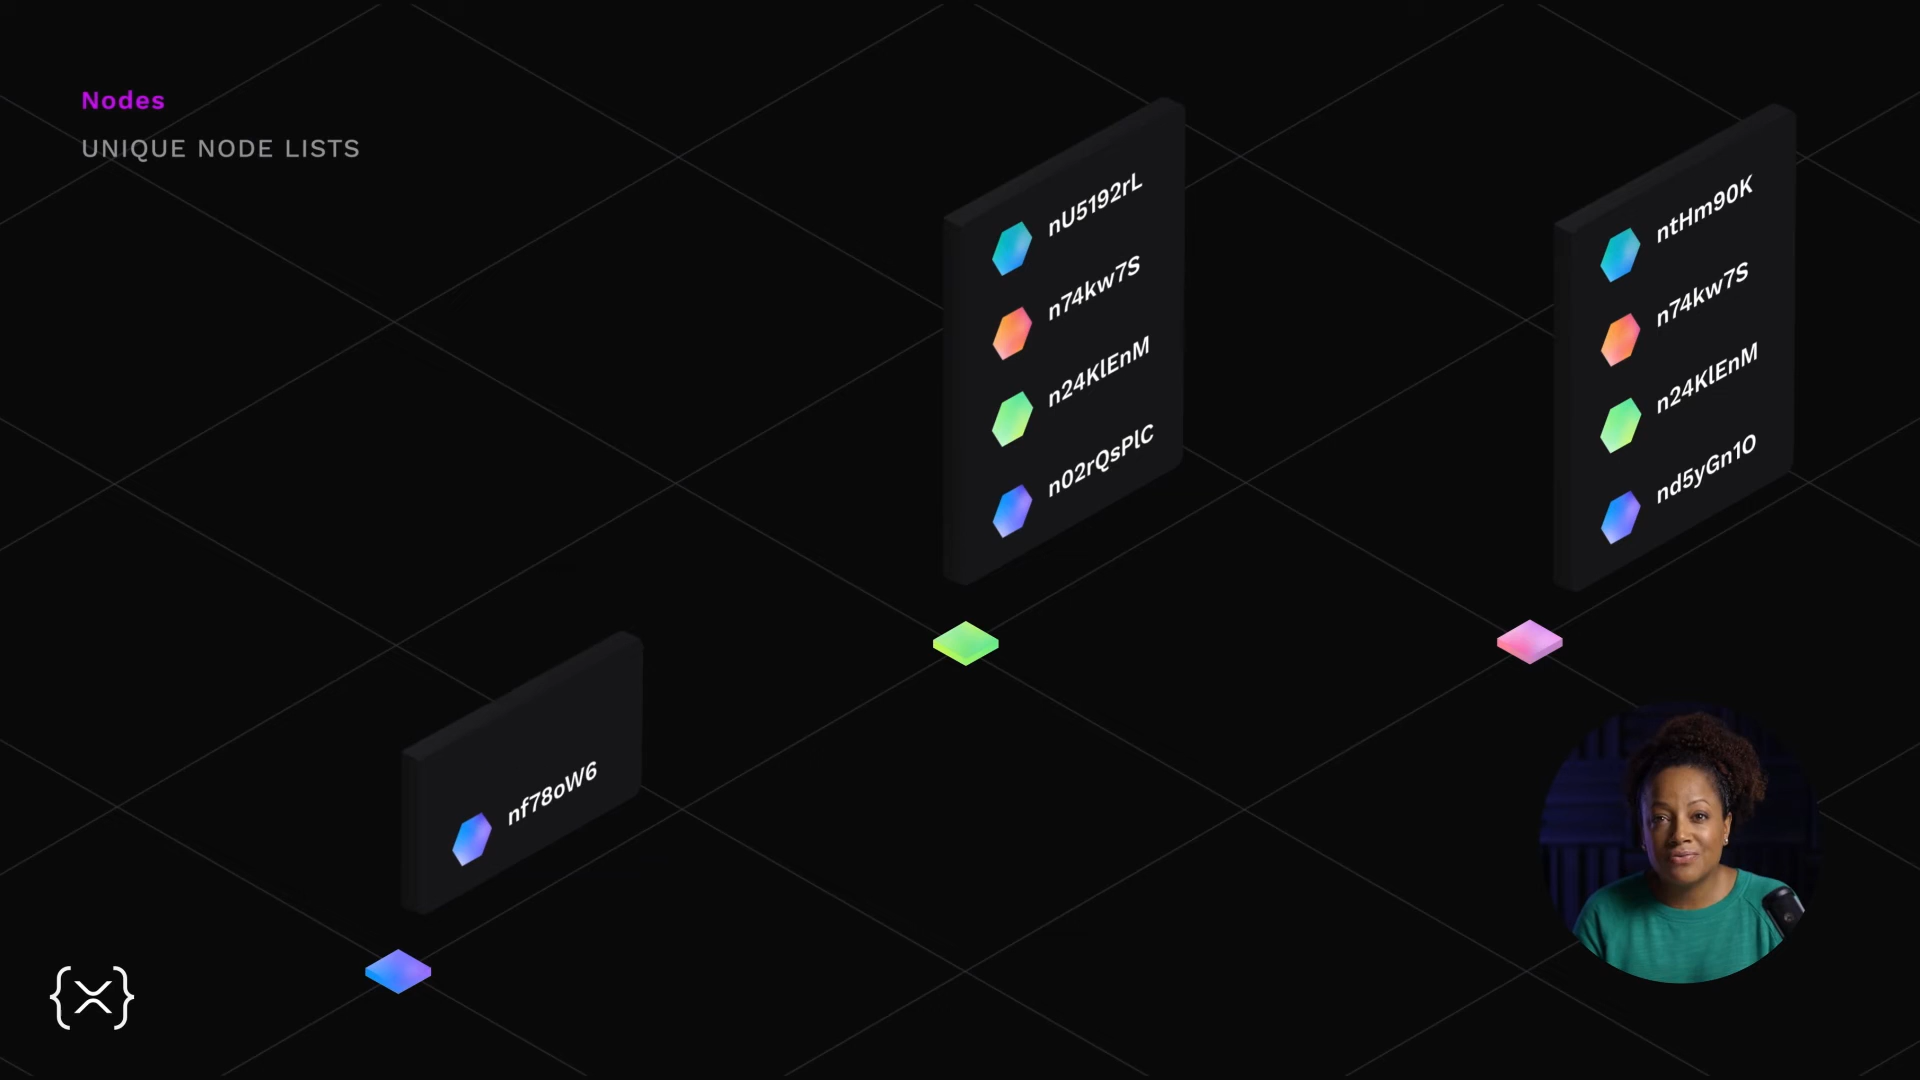 Nodes
UNIQUE NODE LISTS
nU5192rL
n74kw7S
n24KlEnM
n02rQsPlC
ntHm90K
n74kw7S
n24KlEnM
nd5yGn1O
nf78oW6